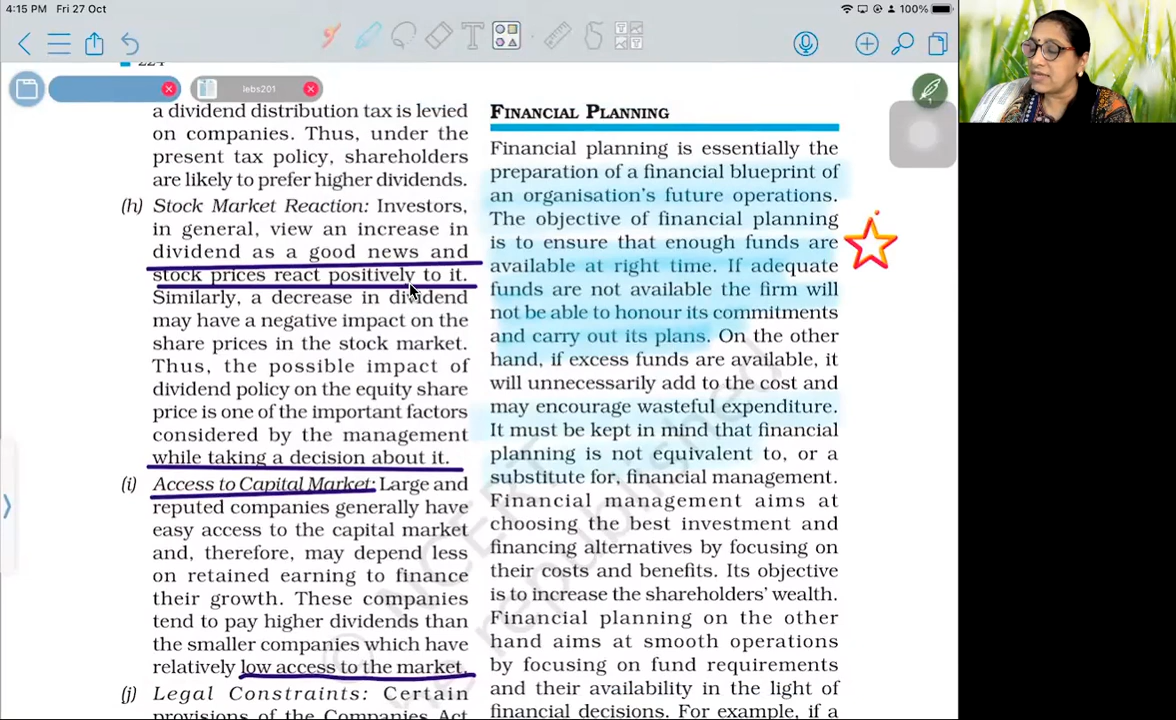 4:15 PM Fri 27 Oct
100%
lebs201
224
a dividend distribution tax is levied
on companies. Thus, under the
present tax policy, shareholders
are likely to prefer higher dividends.
(h) Stock Market Reaction: Investors,
in general, view an increase in
dividend as a good news and
stock prices react positively to it.
Similarly, a decrease in dividend
may have a negative impact on the
share prices in the stock market.
Thus, the possible impact of
dividend policy on the equity share
price is one of the important factors
considered by the management
while taking a decision about it.
(i) Access to Capital Market: Large and
reputed companies generally have
easy access to the capital market
and, therefore, may depend less
on retained earning to finance
their growth. These companies
tend to pay higher dividends than
the smaller companies which have
relatively low access to the market.
(j) Legal Constraints: Certain
provisions of the Companies Act
FINANCIAL PLANNING
Financial planning is essentially the
preparation of a financial blueprint of
an organisation's future operations.
The objective of financial planning
is to ensure that enough funds are
available at right time. If adequate
funds are not available the firm will
not be able to honour its commitments
and carry out its plans. On the other
hand, if excess funds are available, it
will unnecessarily add to the cost and
may encourage wasteful expenditure.
It must be kept in mind that financial
planning is not equivalent to, or a
substitute for, financial management.
Financial management aims at
choosing the best investment and
financing alternatives by focusing on
their costs and benefits. Its objective
is to increase the shareholders' wealth.
Financial planning on the other
hand aims at smooth operations
by focusing on fund requirements
and their availability in the light of
financial decisions. For example, if a
© NCERT
republished